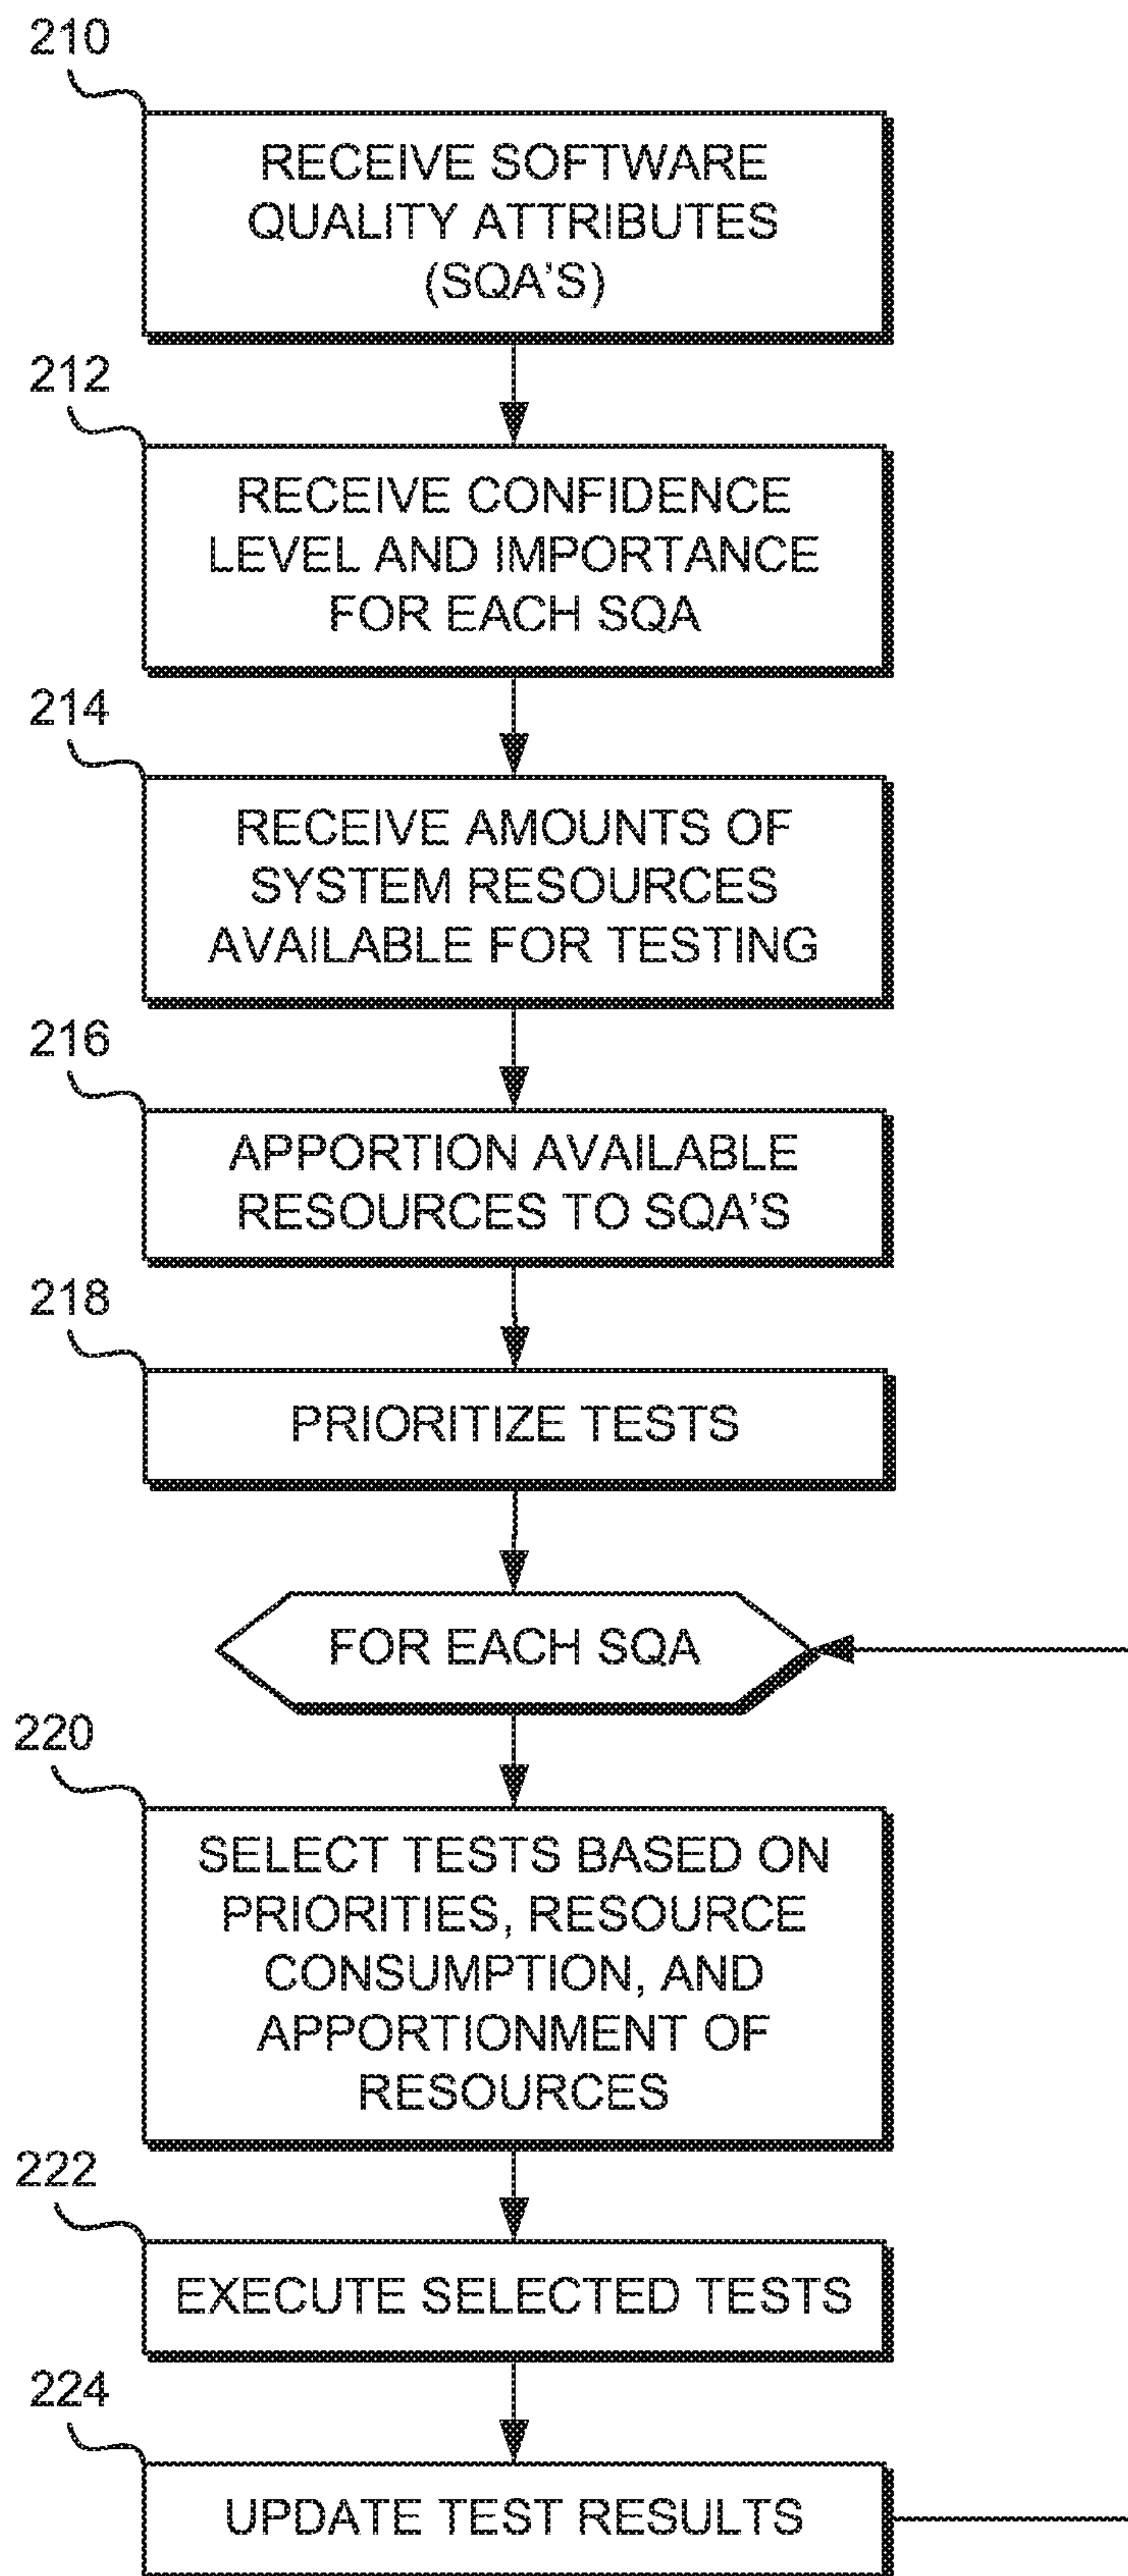 210
RECEIVE SOFTWARE
QUALITY ATTRIBUTES
(SQA'S)
212
RECEIVE CONFIDENCE
LEVEL AND IMPORTANCE
FOR EACH SQA
214
RECEIVE AMOUNTS OF
SYSTEM RESOURCES
AVAILABLE FOR TESTING
216
APPORTION AVAILABLE
RESOURCES TO SQA'S
218
PRIORITIZE TESTS
FOR EACH SQA
220
SELECT TESTS BASED ON
PRIORITIES, RESOURCE
CONSUMPTION, AND
APPORTIONMENT OF
RESOURCES
222
EXECUTE SELECTED TESTS
224
UPDATE TEST RESULTS